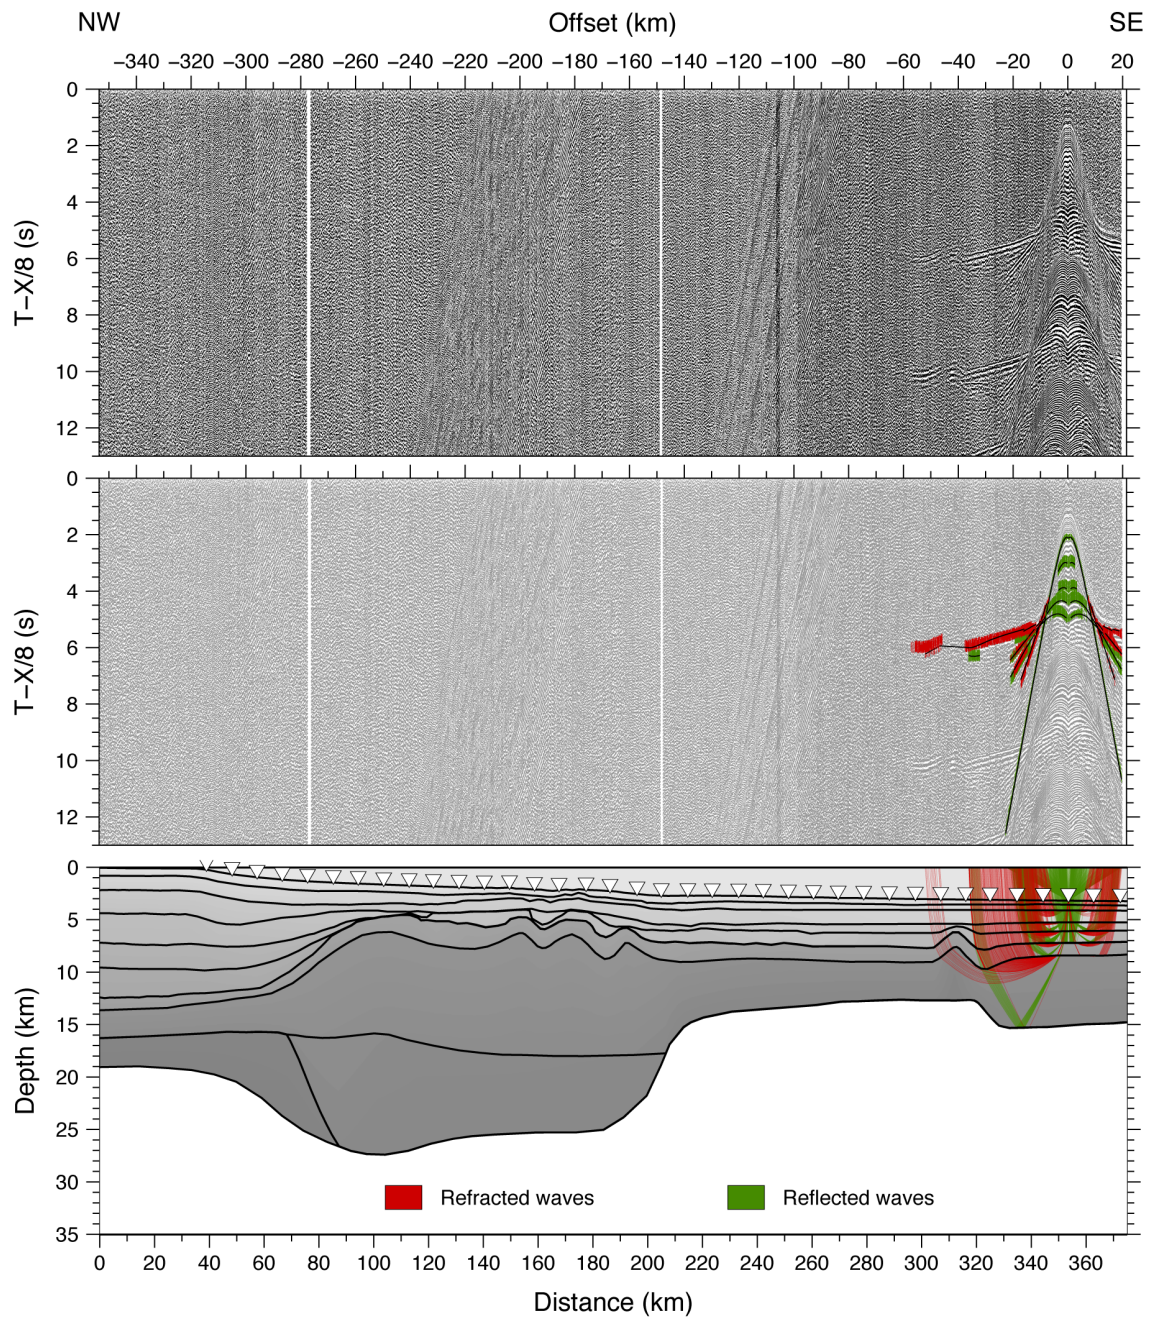 NW Offset (km) SE
−340 −320 −300 −280 −260 −240 −220 −200 −180 −160 −140 −120 −100 −80 −60 −40 −20 0 20
0
2
4
6
8
10
12
T−X/8 (s)
0
2
4
6
8
10
12
T−X/8 (s)
0
5
10
15
20
25
30
35
Depth (km)
Refracted waves Reflected waves
0 20 40 60 80 100 120 140 160 180 200 220 240 260 280 300 320 340 360
Distance (km)